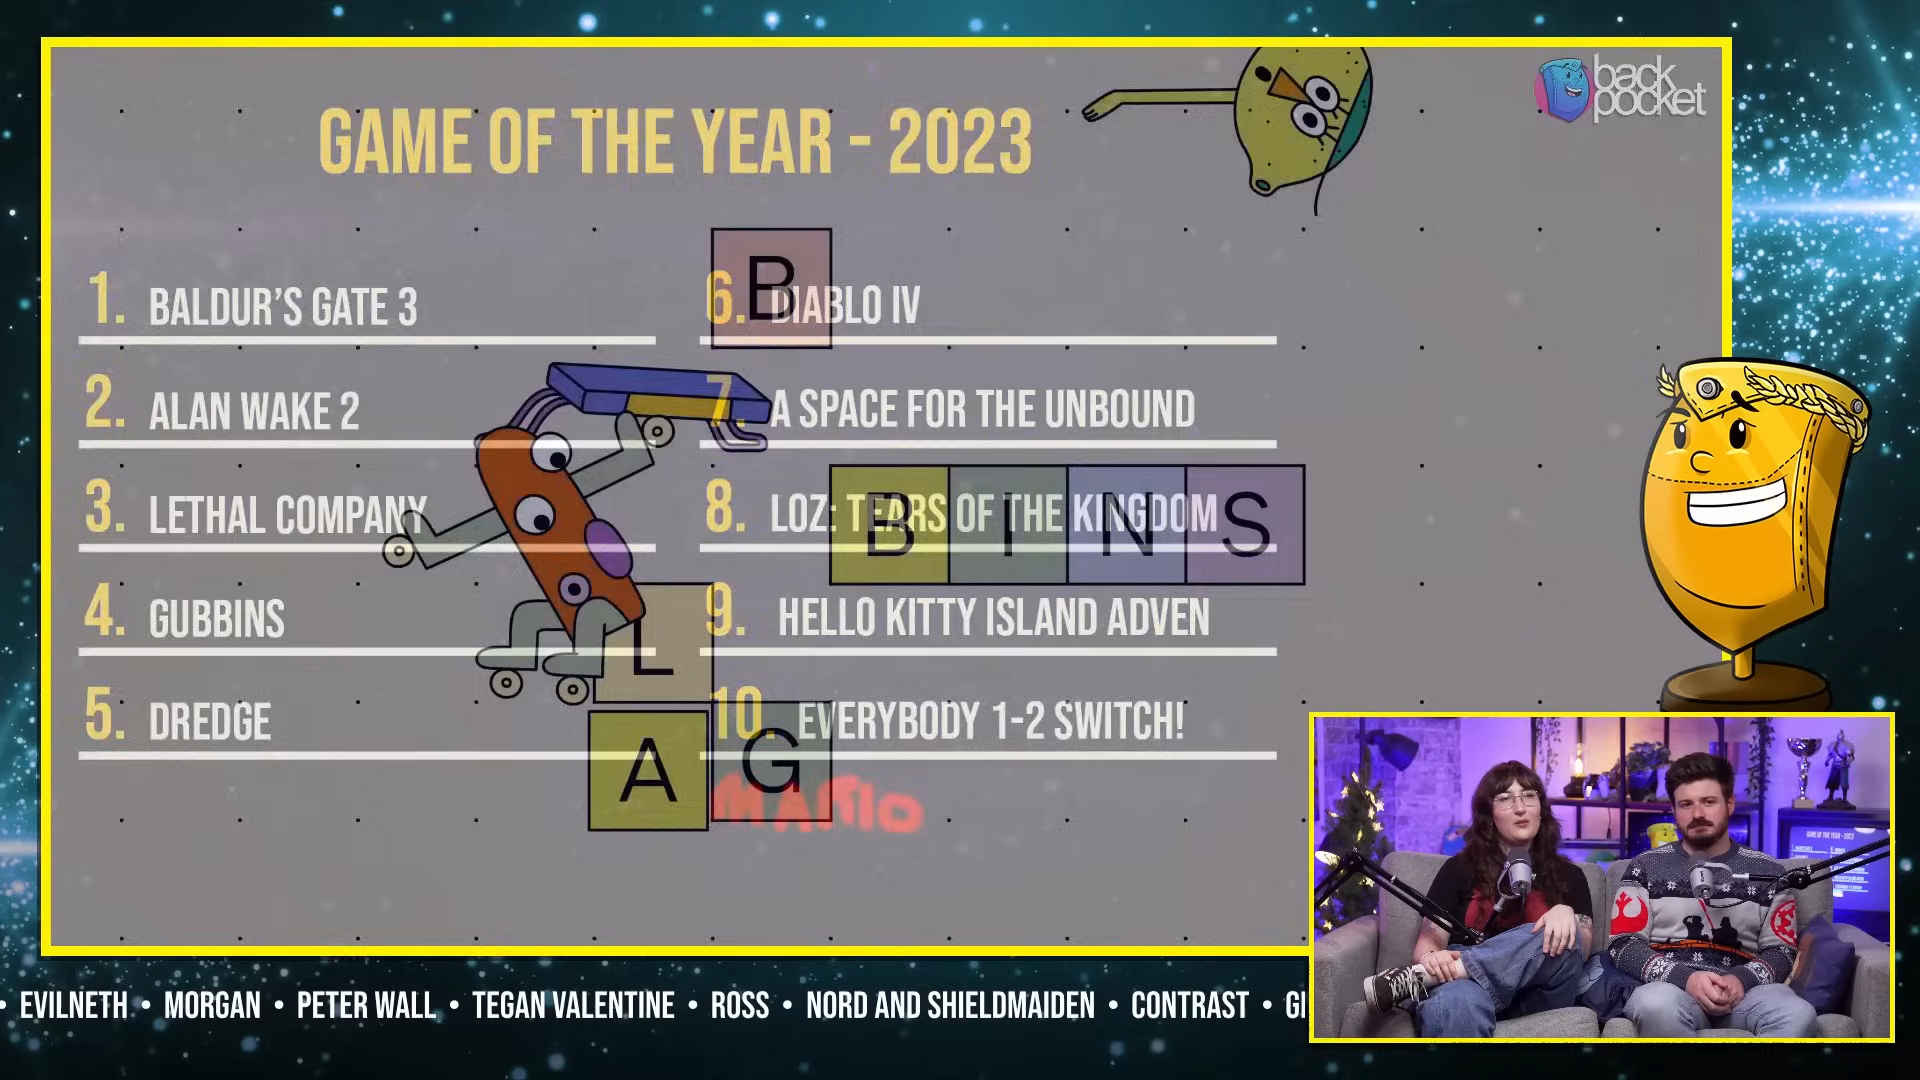 back
pocket
GAME OF THE YEAR - 2023
1. BALDUR'S GATE 3
2. ALAN WAKE 2
3. LETHAL COMPANY
4. GUBBINS
5. DREDGE
6. DIABLO IV
7. A SPACE FOR THE UNBOUND
8. LOZ: TEARS OF THE KINGDOM
9. HELLO KITTY ISLAND ADVEN
10. EVERYBODY 1-2 SWITCH!
B
BINS
L
A G
• EVILNETH • MORGAN • PETER WALL • TEGAN VALENTINE • ROSS • NORD AND SHIELDMAIDEN • CONTRAST •